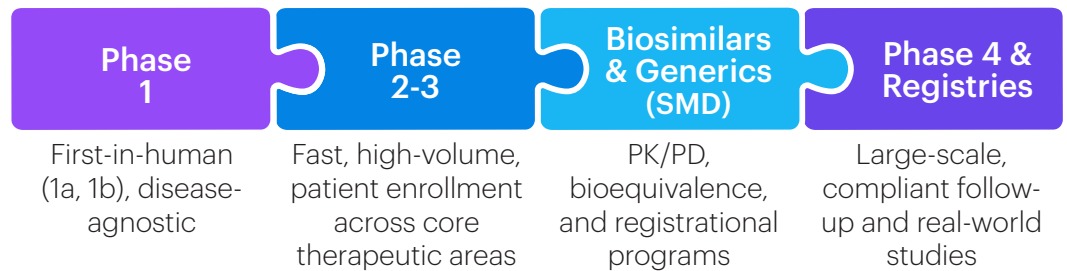 Phase
1
Phase
2-3
Biosimilars
& Generics
(SMD)
Phase 4 &
Registries
First-in-human
(1a, 1b), disease-
agnostic
Fast, high-volume,
patient enrollment
across core
therapeutic areas
PK/PD,
bioequivalence,
and registrational
programs
Large-scale,
compliant follow-
up and real-world
studies